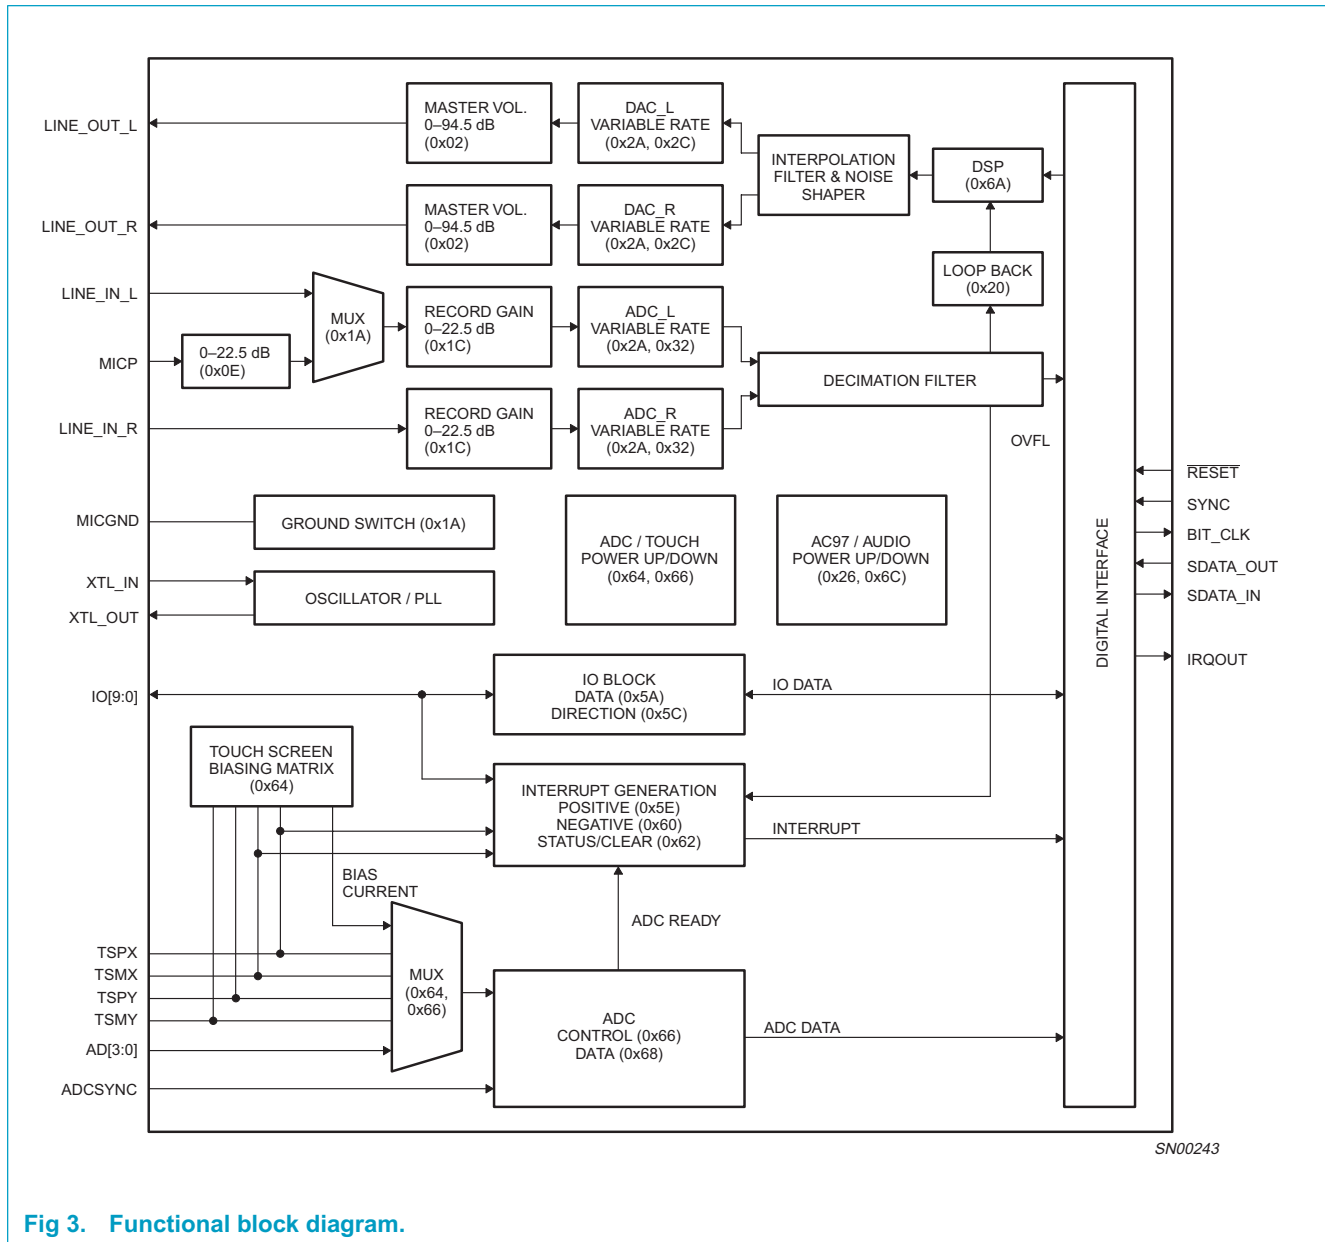 LINE_OUT_L
MASTER VOL.
0–94.5 dB
(0x02)
DAC_L
VARIABLE RATE
(0x2A, 0x2C)
INTERPOLATION
FILTER & NOISE
SHAPER
DSP
(0x6A)
LINE_OUT_R
MASTER VOL.
0–94.5 dB
(0x02)
DAC_R
VARIABLE RATE
(0x2A, 0x2C)
LOOP BACK
(0x20)
LINE_IN_L
MUX
(0x1A)
RECORD GAIN
0–22.5 dB
(0x1C)
ADC_L
VARIABLE RATE
(0x2A, 0x32)
MICP
0–22.5 dB
(0x0E)
DECIMATION FILTER
LINE_IN_R
RECORD GAIN
0–22.5 dB
(0x1C)
ADC_R
VARIABLE RATE
(0x2A, 0x32)
OVFL
DIGITAL INTERFACE
RESET
SYNC
BIT_CLK
SDATA_OUT
SDATA_IN
IRQOUT
MICGND
GROUND SWITCH (0x1A)
ADC / TOUCH
POWER UP/DOWN
(0x64, 0x66)
AC97 / AUDIO
POWER UP/DOWN
(0x26, 0x6C)
XTL_IN
OSCILLATOR / PLL
XTL_OUT
IO[9:0]
IO BLOCK
DATA (0x5A)
DIRECTION (0x5C)
IO DATA
TOUCH SCREEN
BIASING MATRIX
(0x64)
INTERRUPT GENERATION
POSITIVE (0x5E)
NEGATIVE (0x60)
STATUS/CLEAR (0x62)
INTERRUPT
BIAS
CURRENT
ADC READY
TSPX
TSMX
TSPY
TSMY
AD[3:0]
ADCSYNC
MUX
(0x64,
0x66)
ADC
CONTROL (0x66)
DATA (0x68)
ADC DATA
SN00243
Fig 3. Functional block diagram.